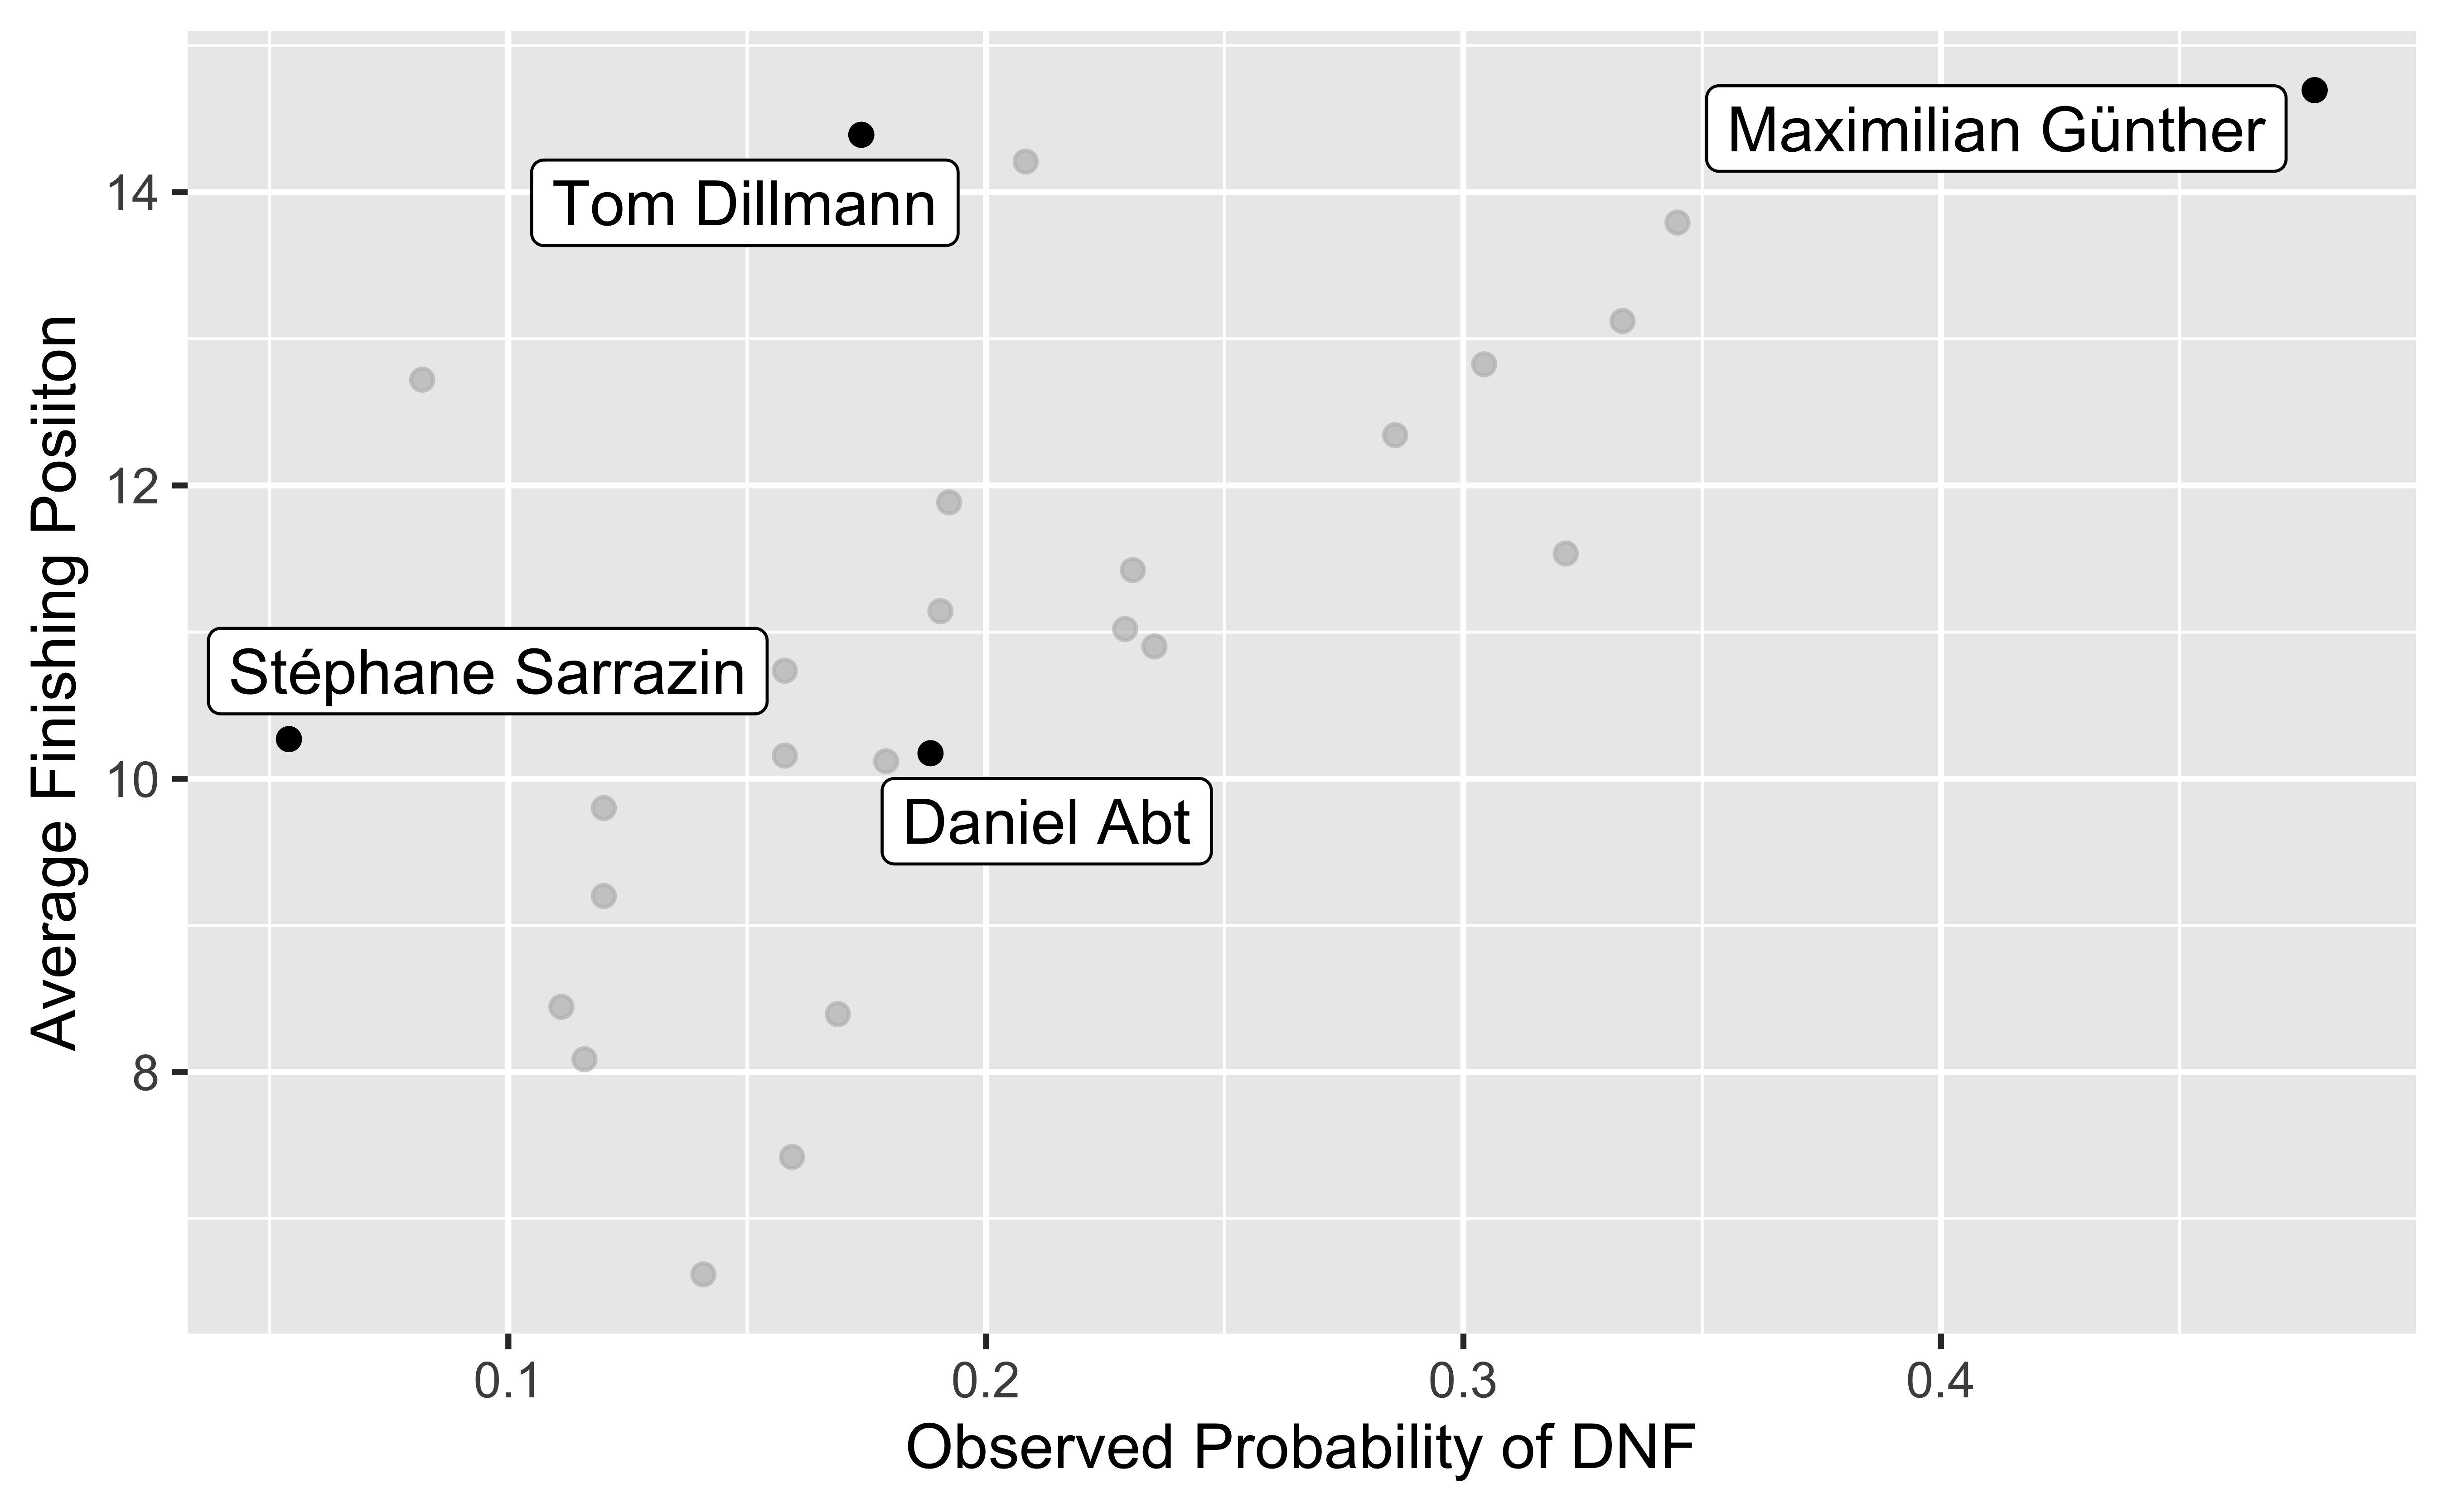 Maximilian Günther
Tom Dillmann
Stéphane Sarrazin
Daniel Abt
14
12
10
8
Average Finishing Posiiton
0.1
0.2
0.3
0.4
Observed Probability of DNF